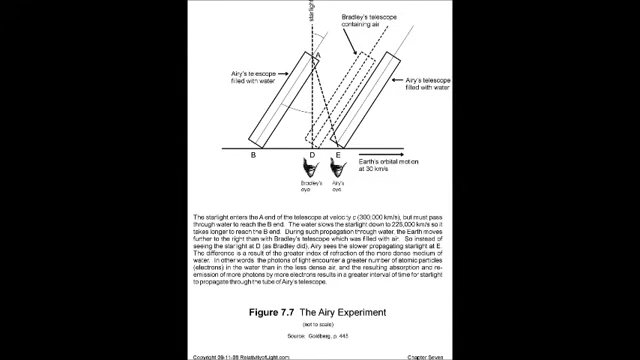 starlight
Bradley's telescope
containing air
A
Airy's telescope
filled with water
Airy's telescope
filled with water
B
D
E
Earth's orbital motion
at 30 km/s
Bradley's
eye
Airy's
eye
The starlight enters the A end of the telescope at velocity c (300,000 km/s), but must pass
through water to reach the B end. The water slows the starlight down to 225,000 km/s so it
takes longer to reach the B end. During such propagation through water, the Earth moves
further to the right than with Bradley's telescope which was filled with air. So instead of
seeing the starlight at D (as Bradley did), Airy sees the slower propagating starlight at E.
The difference is a result of the greater index of refraction of the more dense medium of
water. In other words, the photons of light encounter a greater number of atomic particles
(electrons) in the water than in the less dense air, and the resulting absorption and re-
emission of more photons by more electrons results in a greater interval of time for starlight
to propagate through the tube of Airy's telescope.
Figure 7.7 The Airy Experiment
(not to scale)
Source: Goldberg, p. 445
Copyright 09-11-08 RelativityofLight.com
Chapter Seven